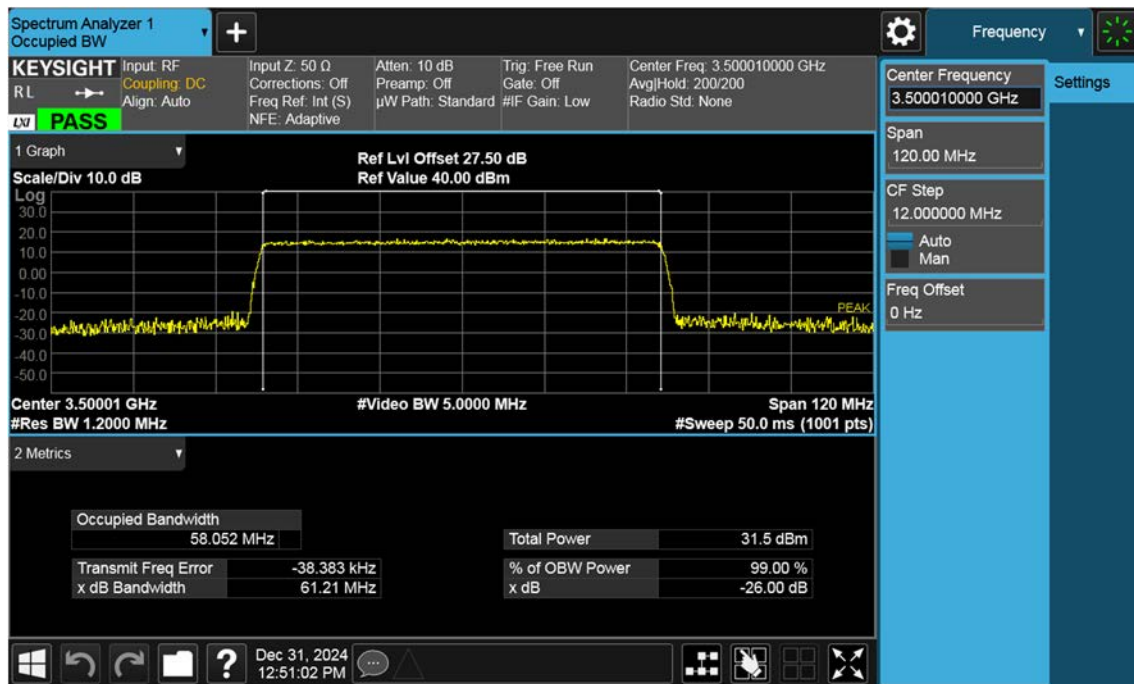 Spectrum Analyzer 1
Occupied BW
+
Frequency
KEYSIGHT
RL
LXI PASS
Input: RF
Coupling: DC
Align: Auto
Input Z: 50 Ω
Corrections: Off
Freq Ref: Int (S)
NFE: Adaptive
Atten: 10 dB
Preamp: Off
µW Path: Standard
Trig: Free Run
Gate: Off
#IF Gain: Low
Center Freq: 3.500010000 GHz
Avg|Hold: 200/200
Radio Std: None
Center Frequency
3.500010000 GHz
Settings
Span
120.00 MHz
CF Step
12.000000 MHz
Auto
Man
Freq Offset
0 Hz
1 Graph
Scale/Div 10.0 dB
Ref Lvl Offset 27.50 dB
Ref Value 40.00 dBm
Log
30.0
20.0
10.0
0.00
-10.0
-20.0
-30.0
-40.0
-50.0
PEAK
Center 3.50001 GHz
#Video BW 5.0000 MHz
Span 120 MHz
#Res BW 1.2000 MHz
#Sweep 50.0 ms (1001 pts)
2 Metrics
Occupied Bandwidth
58.052 MHz
Total Power 31.5 dBm
Transmit Freq Error -38.383 kHz
% of OBW Power 99.00 %
x dB Bandwidth 61.21 MHz
x dB -26.00 dB
?
Dec 31, 2024
12:51:02 PM